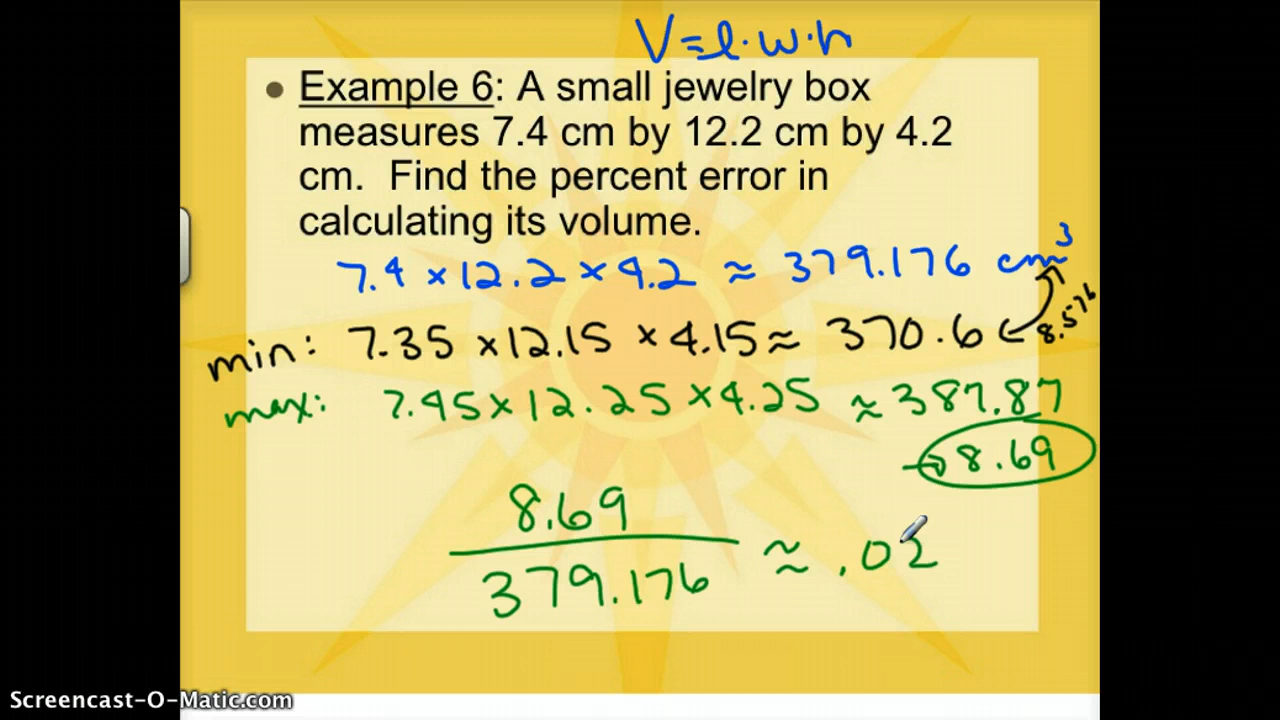 V=l·w·h
• Example 6: A small jewelry box
measures 7.4 cm by 12.2 cm by 4.2
cm. Find the percent error in
calculating its volume.
7.4 × 12.2 × 4.2 ≈ 379.176 cm³
8.576
min: 7.35 × 12.15 × 4.15 ≈ 370.6
max: 7.45 × 12.25 × 4.25 ≈ 387.87
→ 8.69
8.69
379.176
≈ .02
Screencast-O-Matic.com